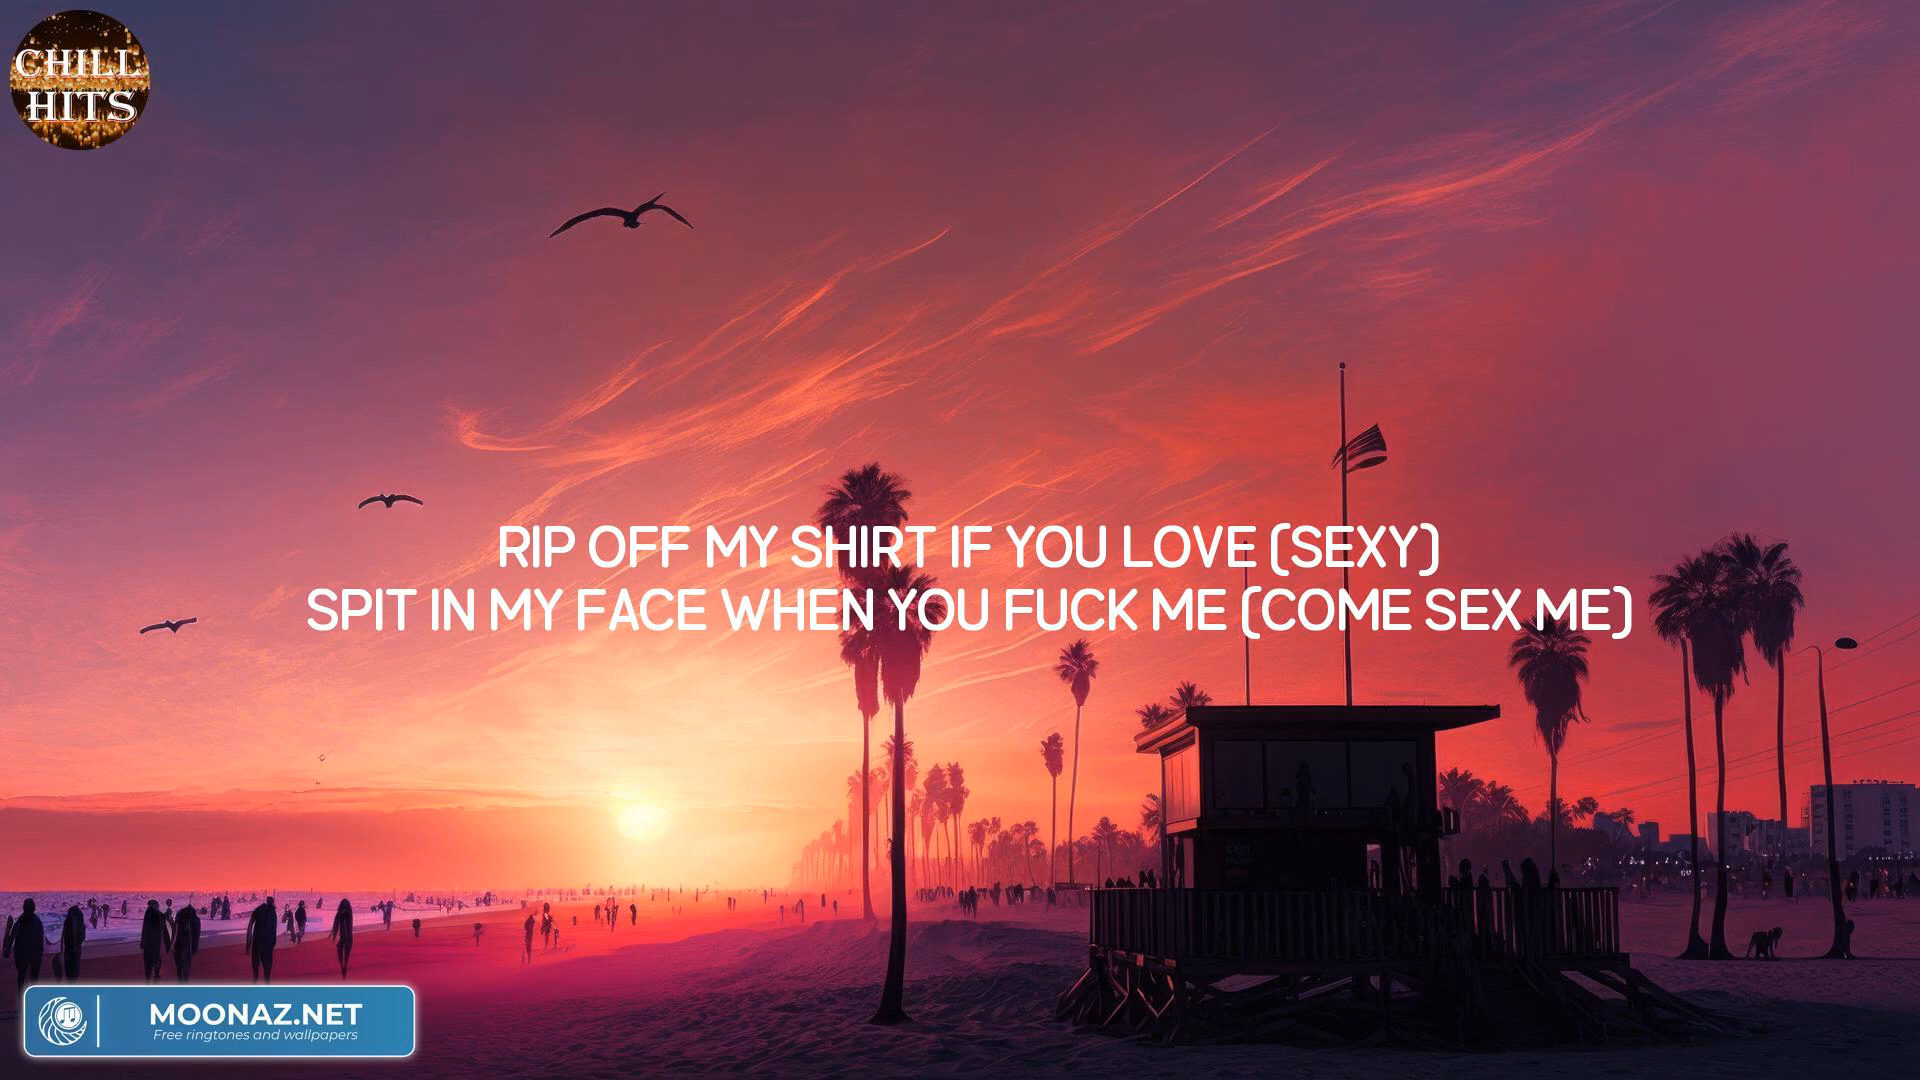 CHILL
HITS
RIP OFF MY SHIRT IF YOU LOVE (SEXY)
SPIT IN MY FACE WHEN YOU FUCK ME (COME SEX ME)
MOONAZ.NET
Free ringtones and wallpapers